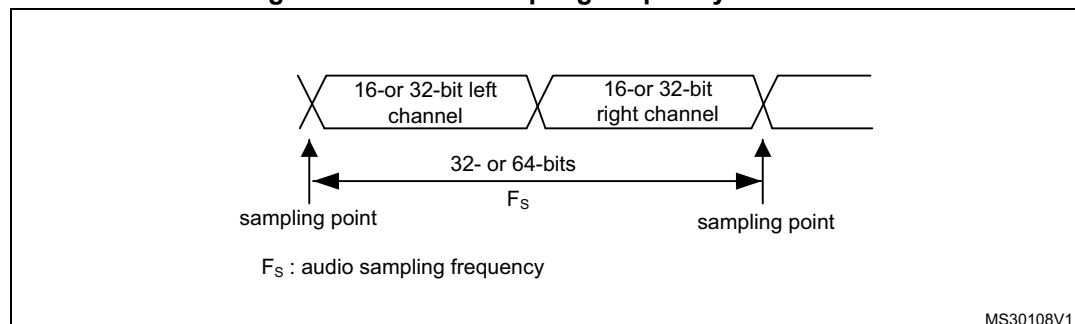 16-or 32-bit left
channel
16-or 32-bit
right channel
32- or 64-bits
FS
sampling point
sampling point
FS : audio sampling frequency
MS30108V1